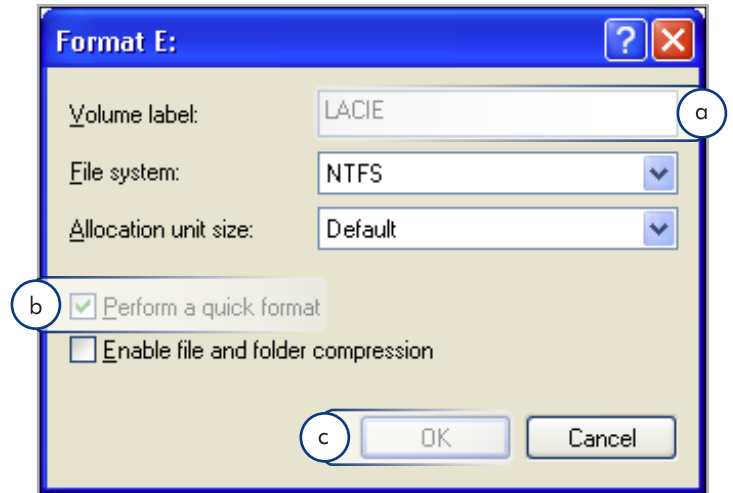 Format E:
Volume label: LACIE a
File system: NTFS
Allocation unit size: Default
b Perform a quick format
Enable file and folder compression
c OK Cancel